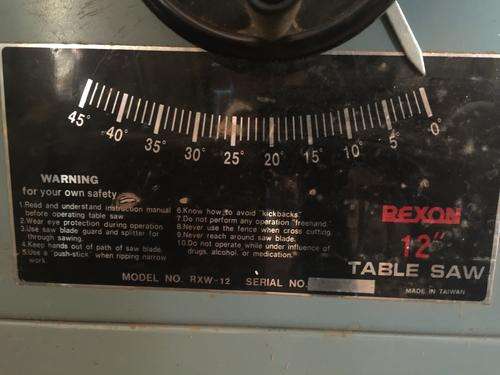 45° 40° 35° 30° 25° 20° 15° 10° 5° 0°
WARNING
for your own safety
1.Read and understand instruction manual
before operating table saw
2.Wear eye protection during operation
3.Use saw blade guard and splitter for
through sawing.
4.Keep hands out of path of saw blade.
5.Use a "push-stick" when ripping narrow
work.
6.Know how to avoid "kickbacks"
7.Do not perform any operation "freehand
8.Never use the fence when cross cutting.
9.Never reach around saw blade.
10.Do not operate while under influence of
drugs, alcohol, or medication.
REXON
12"
TABLE SAW
MODEL NO. RXW-12 SERIAL NO.
MADE IN TAIWAN